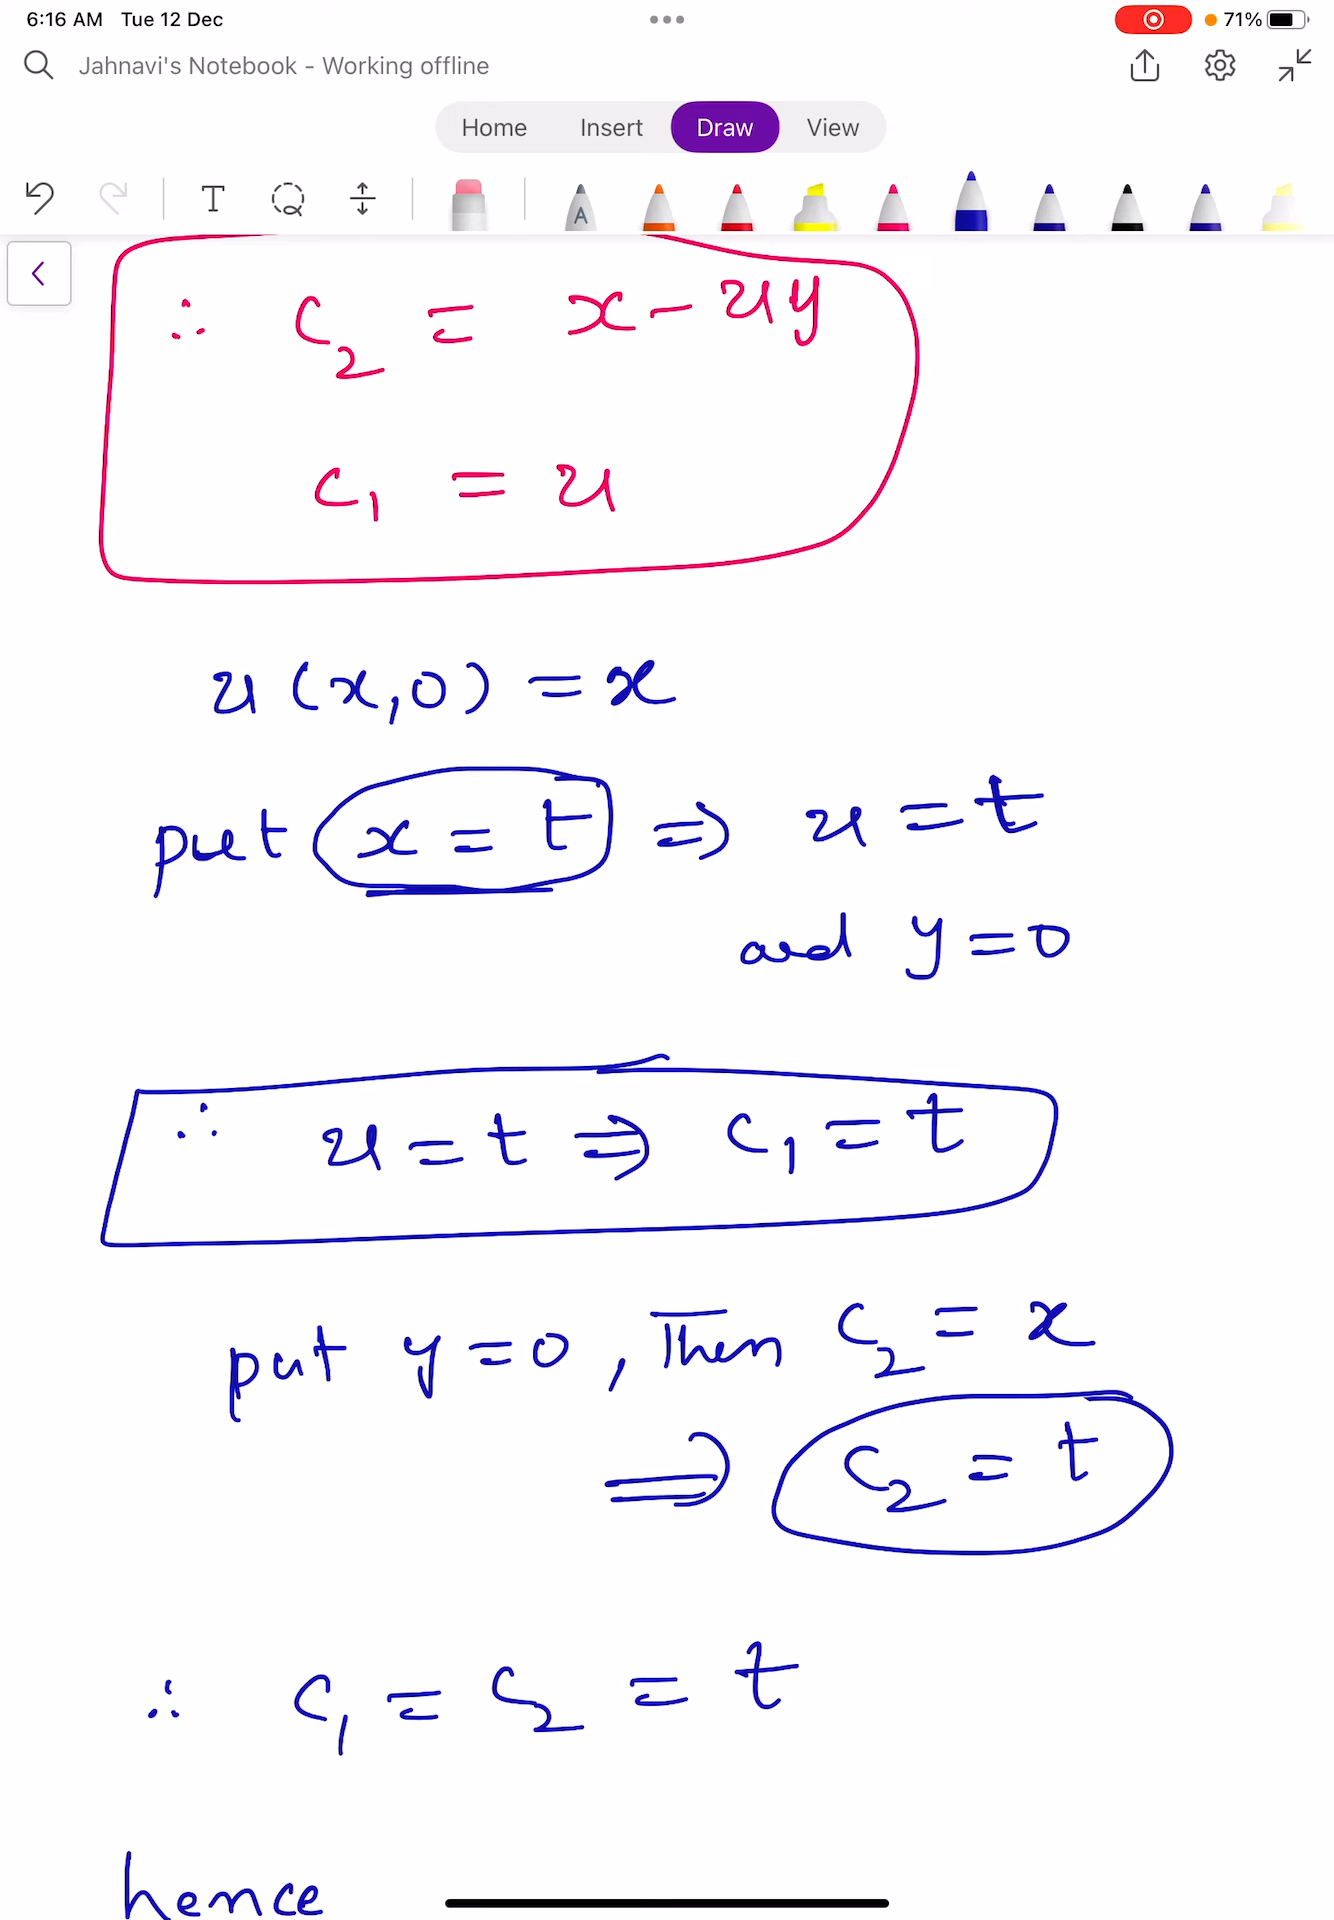 6:16 AM Tue 12 Dec
71%
Jahnavi's Notebook - Working offline
Home Insert Draw View
T A
∴ C₂ = x - uy
C₁ = u
u(x,0) = x
put x = t ⇒ u = t
and y = 0
∴ u = t ⇒ C₁ = t
put y = 0, Then C₂ = x
⇒ C₂ = t
∴ C₁ = C₂ = t
hence